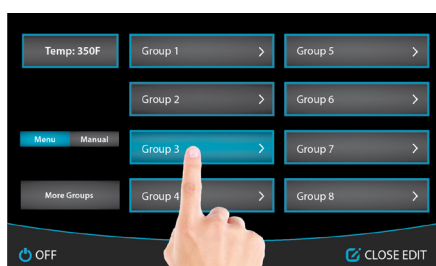 Temp: 350F
Group 1
Group 5
Group 2
Group 6
Menu
Manual
Group 3
Group 7
More Groups
Group 4
Group 8
OFF
CLOSE EDIT